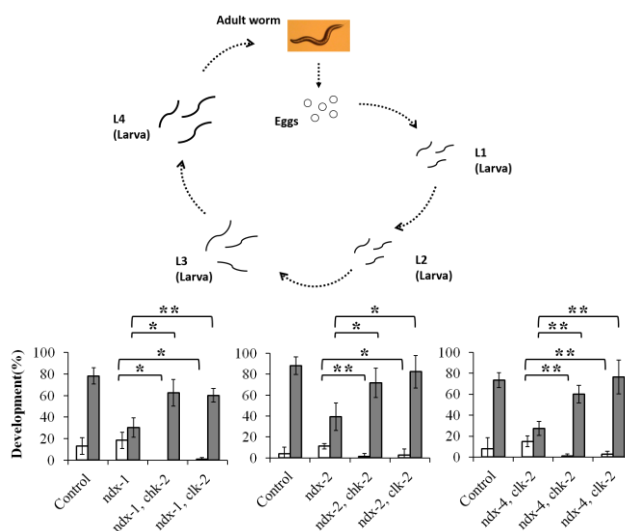 Adult worm
Eggs
L1
(Larva)
L2
(Larva)
L3
(Larva)
L4
(Larva)
Development(%)
100
80
60
40
20
0
**
*
*
*
Control
ndx-1
ndx-1, chk-2
ndx-1, clk-2
100
80
60
40
20
0
*
*
*
**
Control
ndx-2
ndx-2, chk-2
ndx-2, clk-2
100
80
60
40
20
0
**
**
**
**
Control
ndx-4, clk-2
ndx-4, chk-2
ndx-4, clk-2